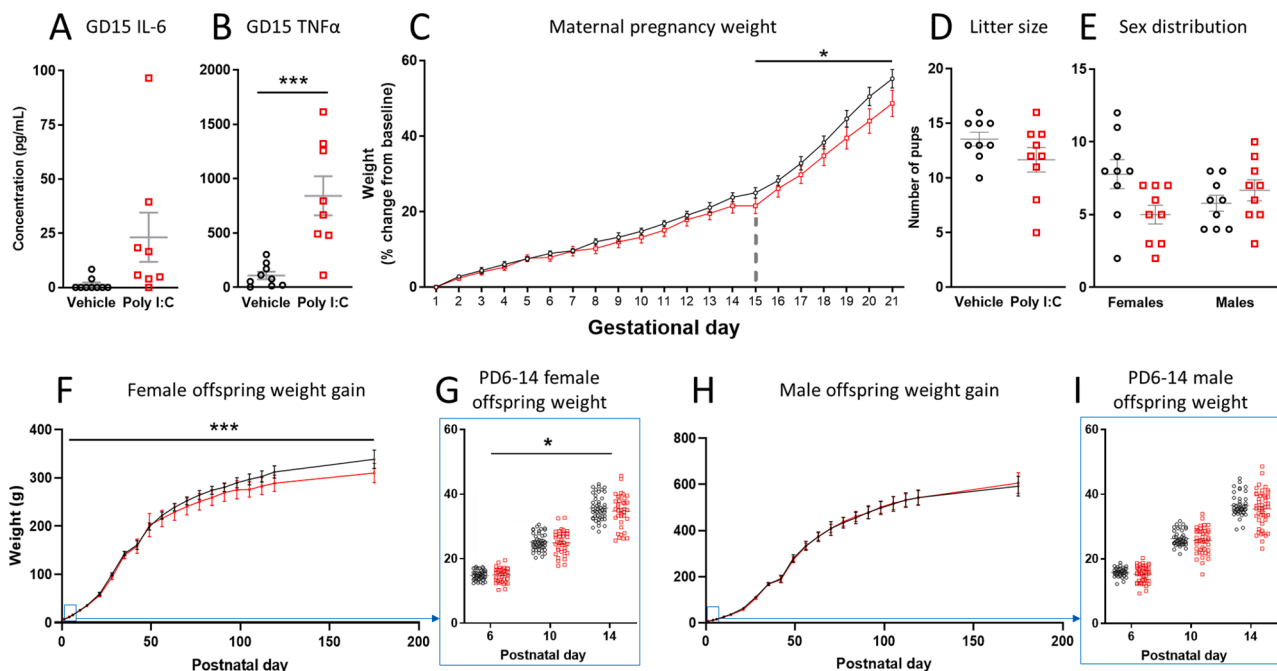 A GD15 IL-6
100
75
50
25
0
Concentration (pg/mL)
Vehicle Poly I:C
B GD15 TNFα
2000
1500
1000
500
0
***
Vehicle Poly I:C
C Maternal pregnancy weight
60
40
20
0
Weight
(% change from baseline)
*
1 2 3 4 5 6 7 8 9 10 11 12 13 14 15 16 17 18 19 20 21
Gestational day
D Litter size
20
15
10
5
0
Number of pups
Vehicle Poly I:C
E Sex distribution
15
10
5
0
Females Males
F Female offspring weight gain
400
300
200
100
0
Weight (g)
***
0 50 100 150 200
Postnatal day
G PD6-14 female
offspring weight
60
40
20
0
*
6 10 14
Postnatal day
H Male offspring weight gain
800
600
400
200
0
0 50 100 150 200
Postnatal day
I PD6-14 male
offspring weight
60
40
20
0
6 10 14
Postnatal day